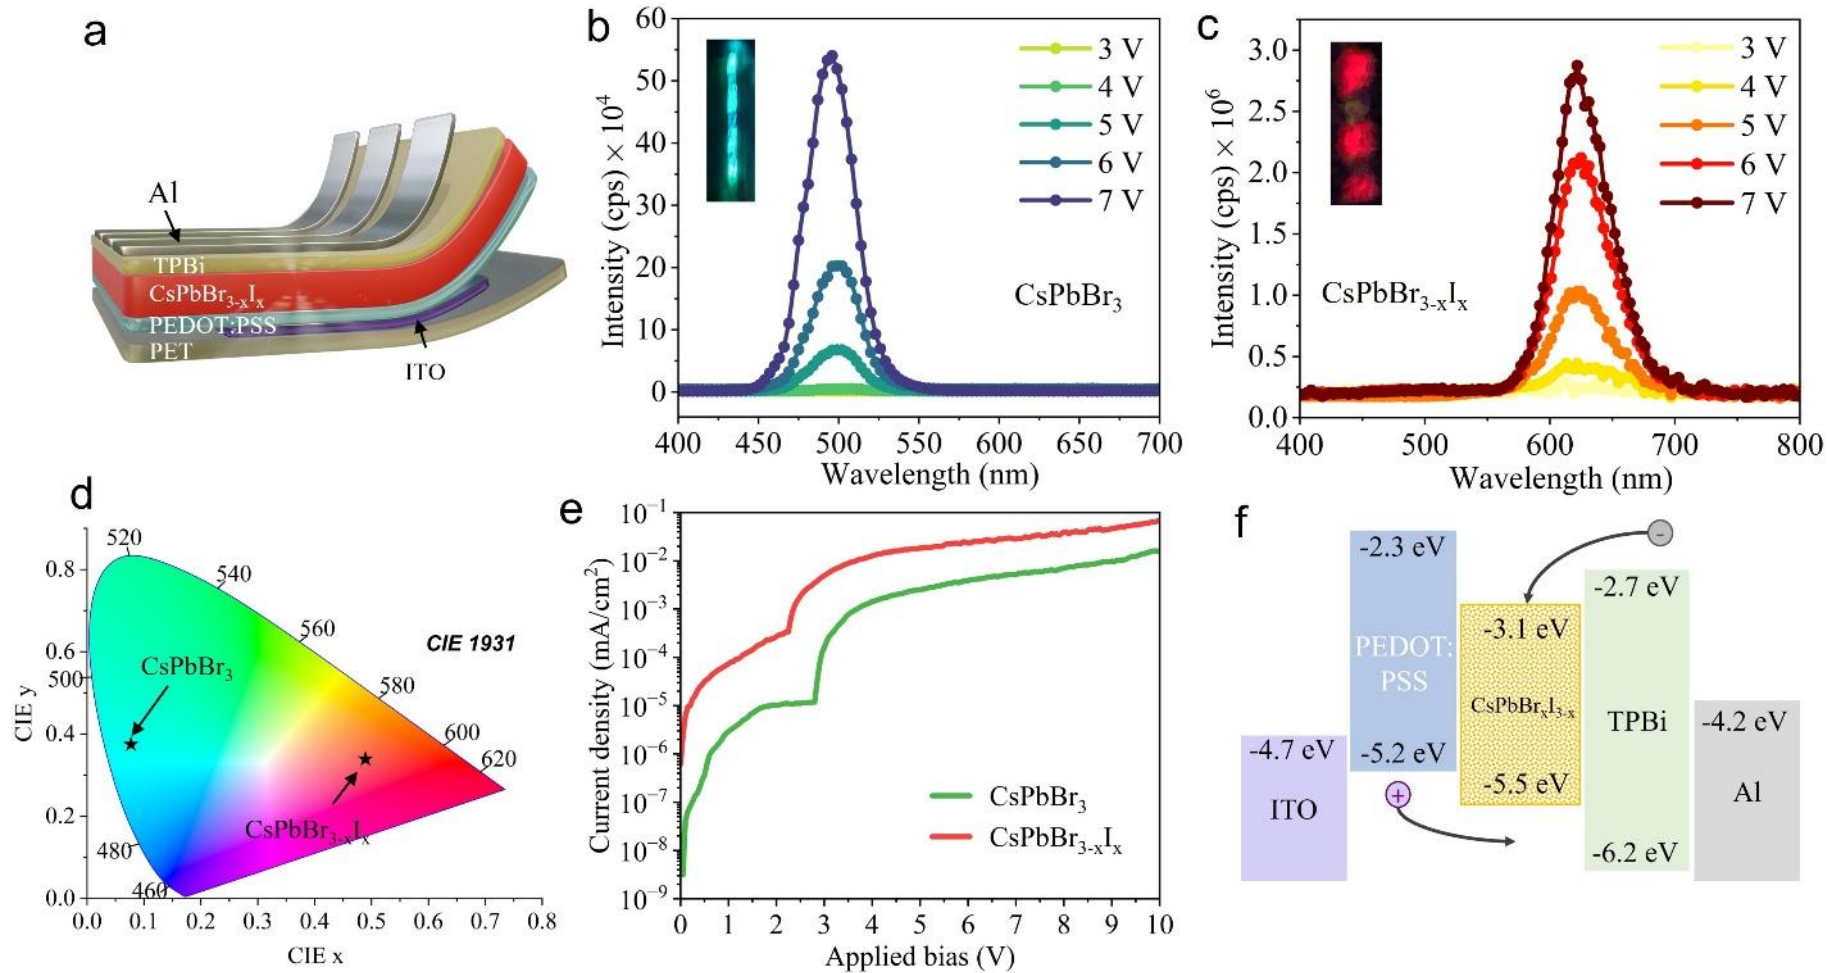 a
Al
TPBi
CsPbBr3-xIx
PEDOT:PSS
PET
ITO
b
60
50
40
30
20
10
0
Intensity (cps) × 10⁴
3 V
4 V
5 V
6 V
7 V
CsPbBr3
400 450 500 550 600 650 700
Wavelength (nm)
c
3.0
2.5
2.0
1.5
1.0
0.5
0.0
Intensity (cps) × 10⁶
3 V
4 V
5 V
6 V
7 V
CsPbBr3-xIx
400 500 600 700 800
Wavelength (nm)
d
0.8
0.6
0.4
0.2
0.0
CIE y
520
540
560
580
600
620
500
480
460
CIE 1931
CsPbBr3
CsPbBr3-xIx
0.0 0.1 0.2 0.3 0.4 0.5 0.6 0.7 0.8
CIE x
e
10⁻¹
10⁻²
10⁻³
10⁻⁴
10⁻⁵
10⁻⁶
10⁻⁷
10⁻⁸
10⁻⁹
Current density (mA/cm²)
CsPbBr3
CsPbBr3-xIx
0 1 2 3 4 5 6 7 8 9 10
Applied bias (V)
f
-
-2.3 eV
PEDOT:
PSS
-5.2 eV
-4.7 eV
ITO
+
-3.1 eV
CsPbBrxI3-x
-5.5 eV
-2.7 eV
TPBi
-6.2 eV
-4.2 eV
Al